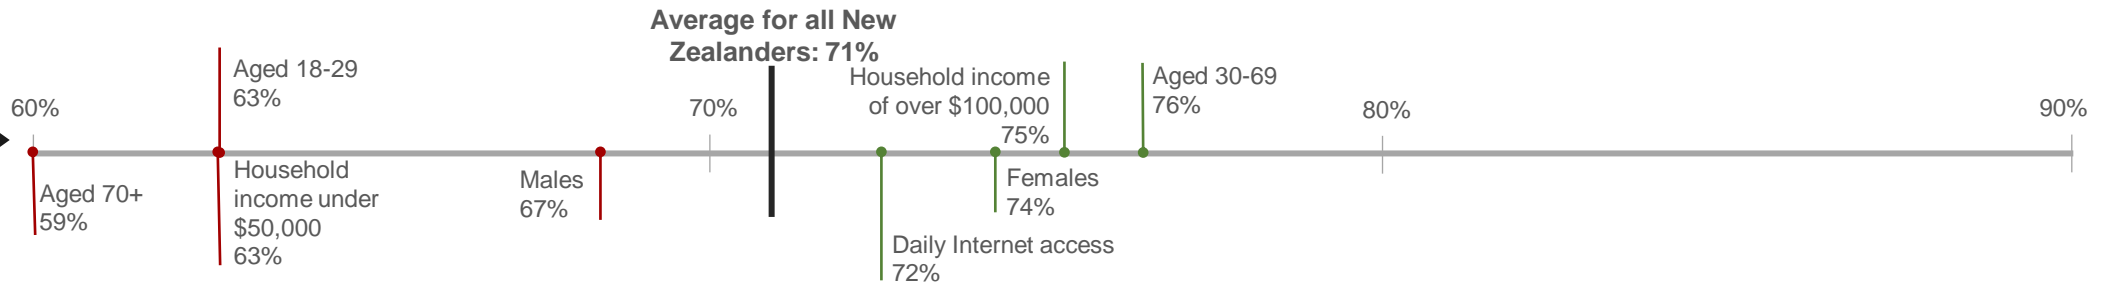 Average for all New
Zealanders: 71%
Aged 18-29
63%
Household income
of over $100,000
75%
Aged 30-69
76%
60%
70%
80%
90%
Aged 70+
59%
Household
income under
$50,000
63%
Males
67%
Females
74%
Daily Internet access
72%